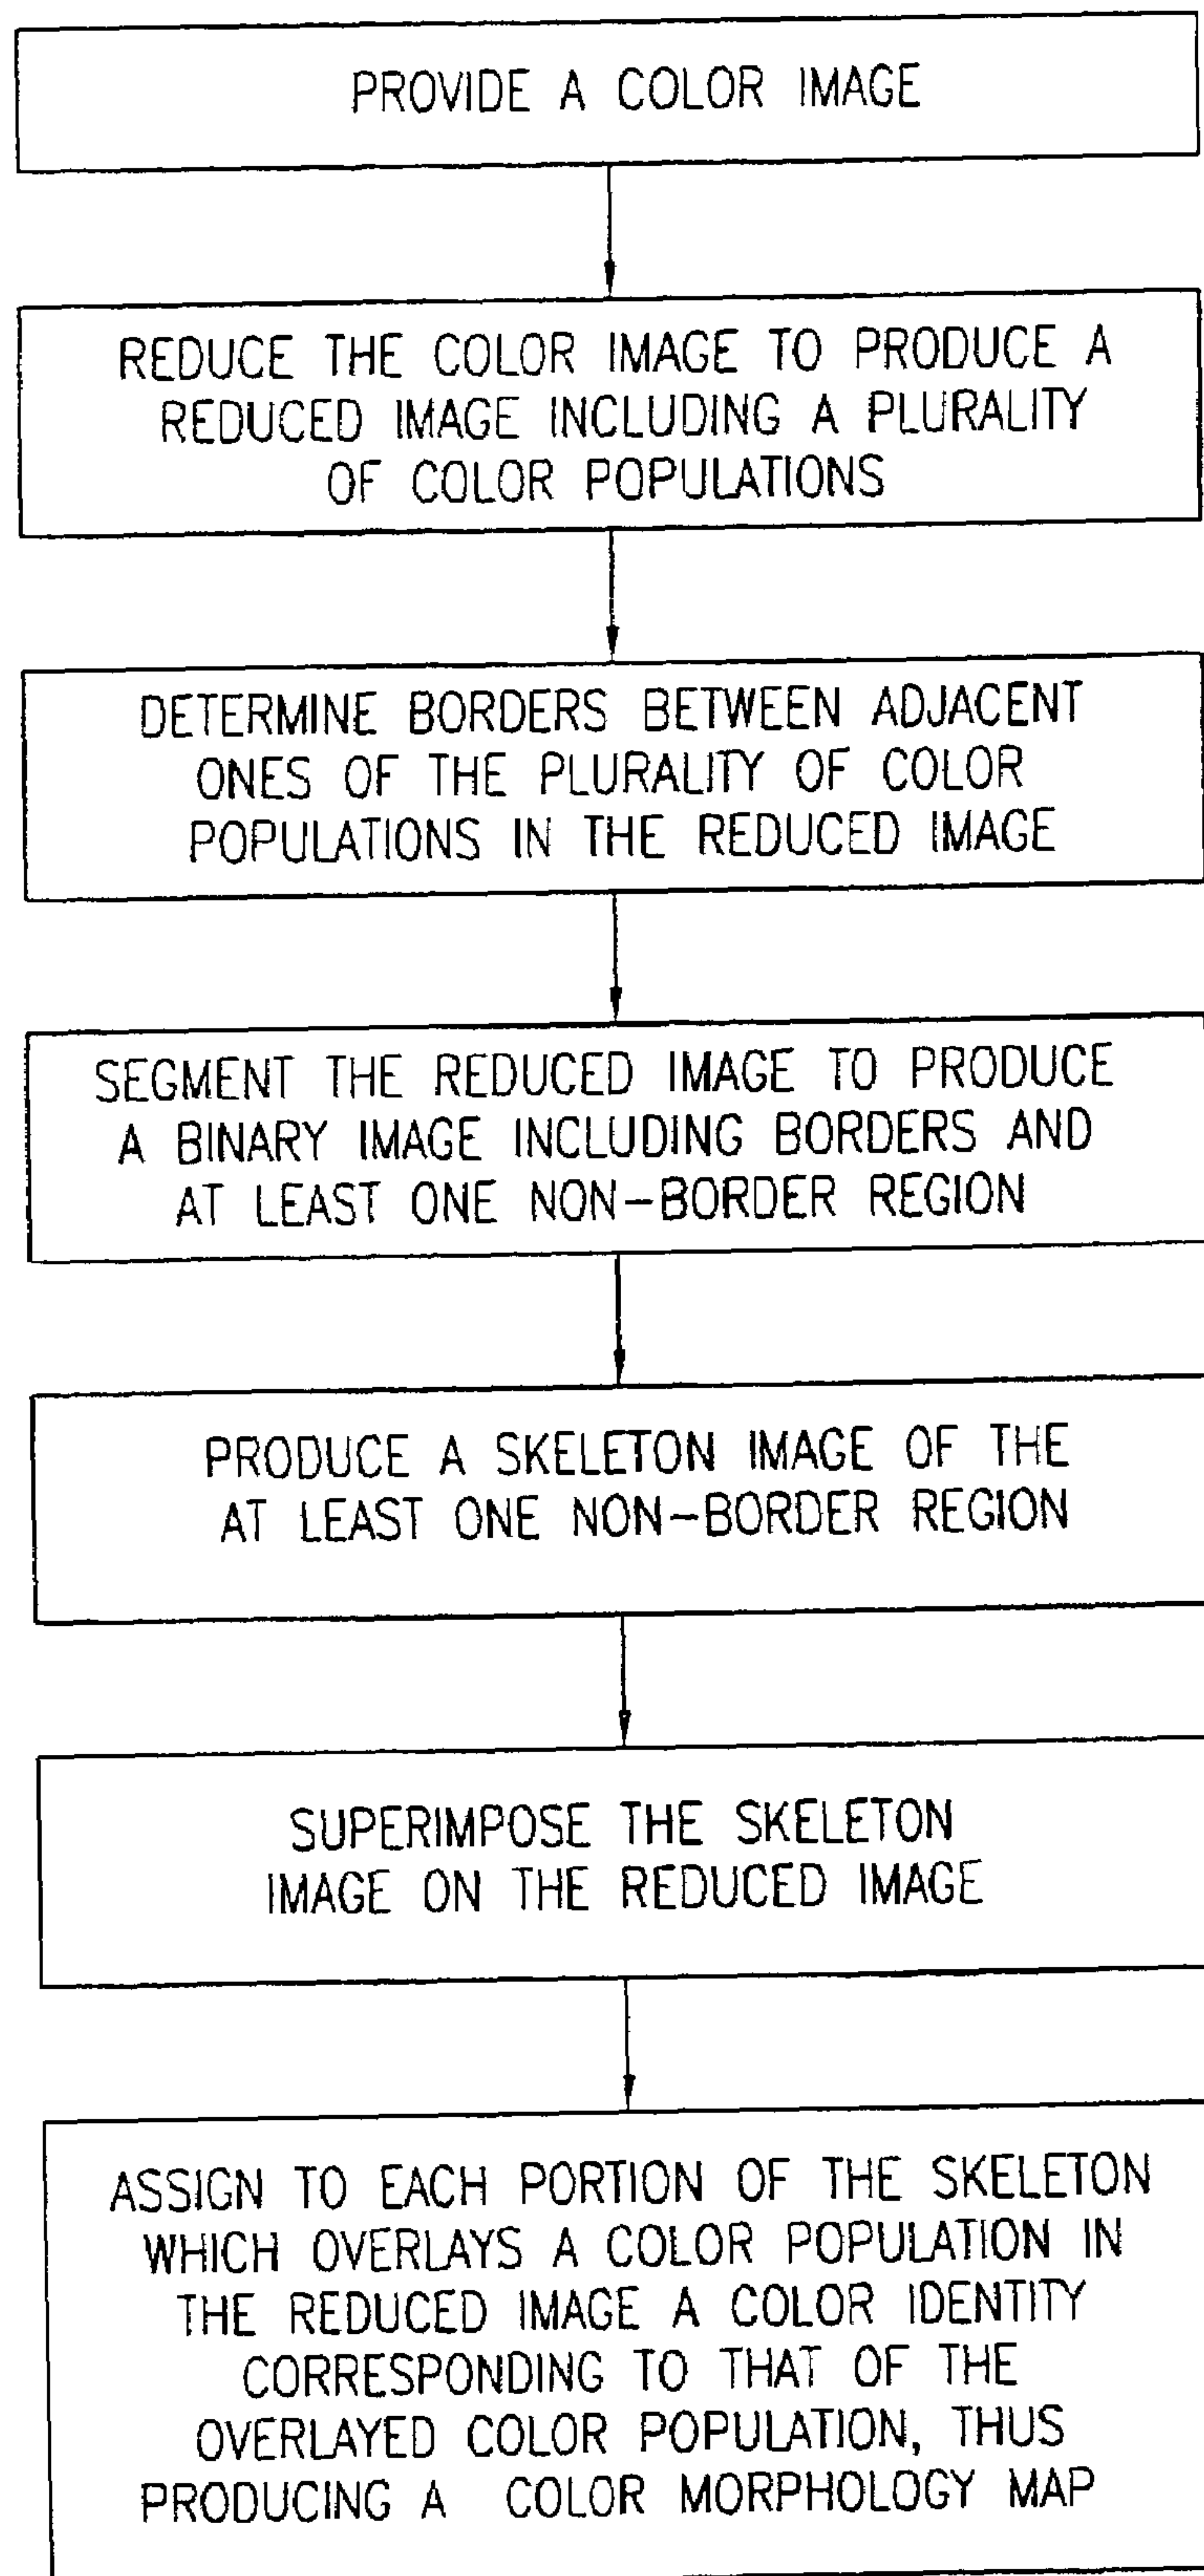 PROVIDE A COLOR IMAGE
REDUCE THE COLOR IMAGE TO PRODUCE A
REDUCED IMAGE INCLUDING A PLURALITY
OF COLOR POPULATIONS
DETERMINE BORDERS BETWEEN ADJACENT
ONES OF THE PLURALITY OF COLOR
POPULATIONS IN THE REDUCED IMAGE
SEGMENT THE REDUCED IMAGE TO PRODUCE
A BINARY IMAGE INCLUDING BORDERS AND
AT LEAST ONE NON-BORDER REGION
PRODUCE A SKELETON IMAGE OF THE
AT LEAST ONE NON-BORDER REGION
SUPERIMPOSE THE SKELETON
IMAGE ON THE REDUCED IMAGE
ASSIGN TO EACH PORTION OF THE SKELETON
WHICH OVERLAYS A COLOR POPULATION IN
THE REDUCED IMAGE A COLOR IDENTITY
CORRESPONDING TO THAT OF THE
OVERLAYED COLOR POPULATION, THUS
PRODUCING A COLOR MORPHOLOGY MAP